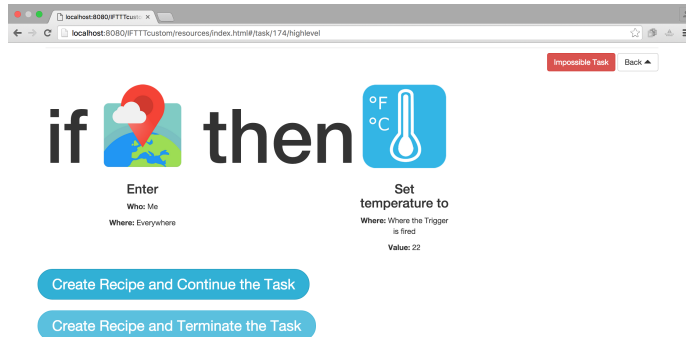 localhost:8080/IFTTTcusto
localhost:8080/IFTTTcustom/resources/index.html#/task/174/highlevel
Impossible Task
Back
if then
°F
°C
Enter
Who: Me
Where: Everywhere
Set
temperature to
Where: Where the Trigger
is fired
Value: 22
Create Recipe and Continue the Task
Create Recipe and Terminate the Task